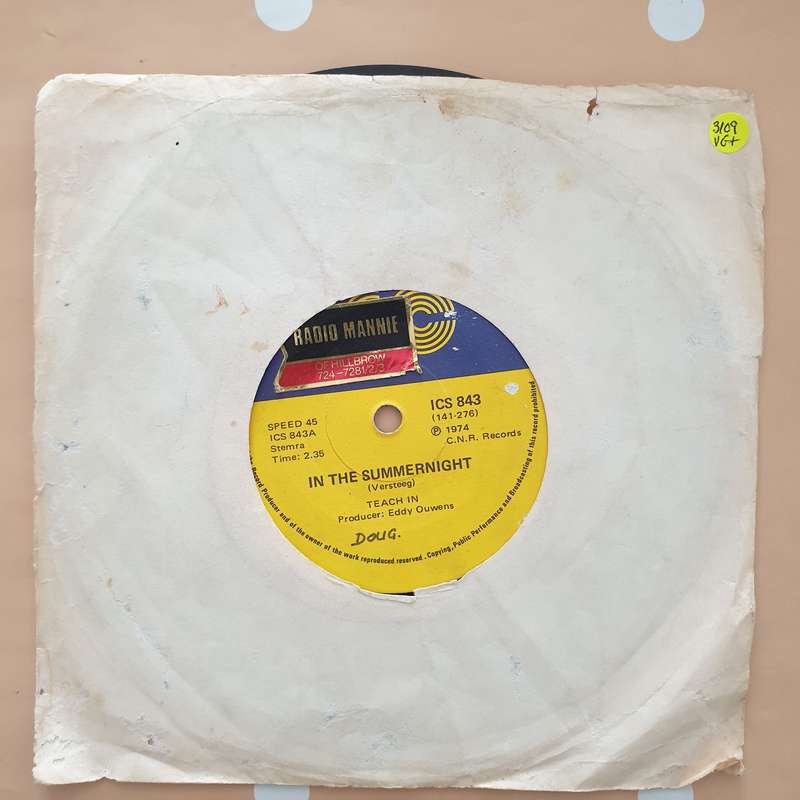 3109
VG+
RADIO MANNIE
OF HILLBROW
724-7281/2/3
SPEED 45
ICS 843A
Stemra
Time: 2.35
ICS 843
(141-276)
℗ 1974
C.N.R. Records
IN THE SUMMERNIGHT
(Versteeg)
TEACH IN
Producer: Eddy Ouwens
DOUG.
Record Producer and of the owner of the work reproduced reserved. Copying, Public Performance and Broadcasting of this record prohibited.